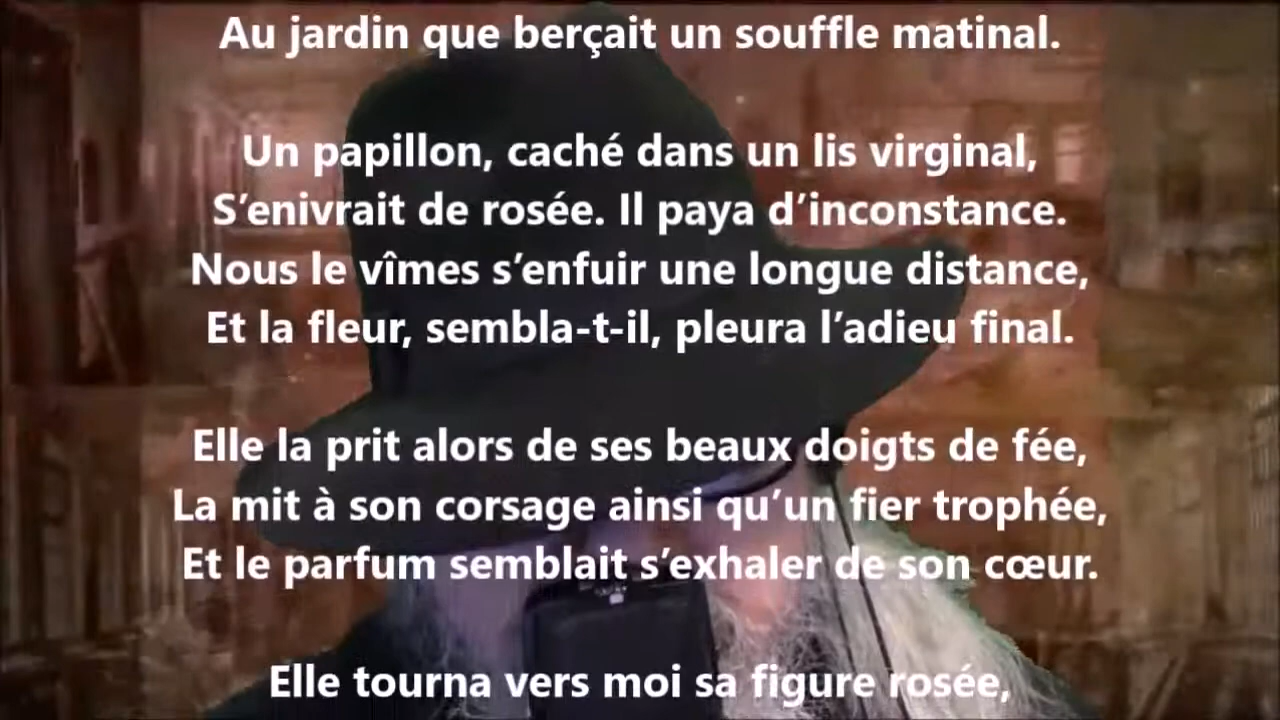 Au jardin que berçait un souffle matinal.
Un papillon, caché dans un lis virginal,
S’enivrait de rosée. Il paya d’inconstance.
Nous le vîmes s’enfuir une longue distance,
Et la fleur, sembla-t-il, pleura l’adieu final.
Elle la prit alors de ses beaux doigts de fée,
La mit à son corsage ainsi qu’un fier trophée,
Et le parfum semblait s’exhaler de son cœur.
Elle tourna vers moi sa figure rosée,